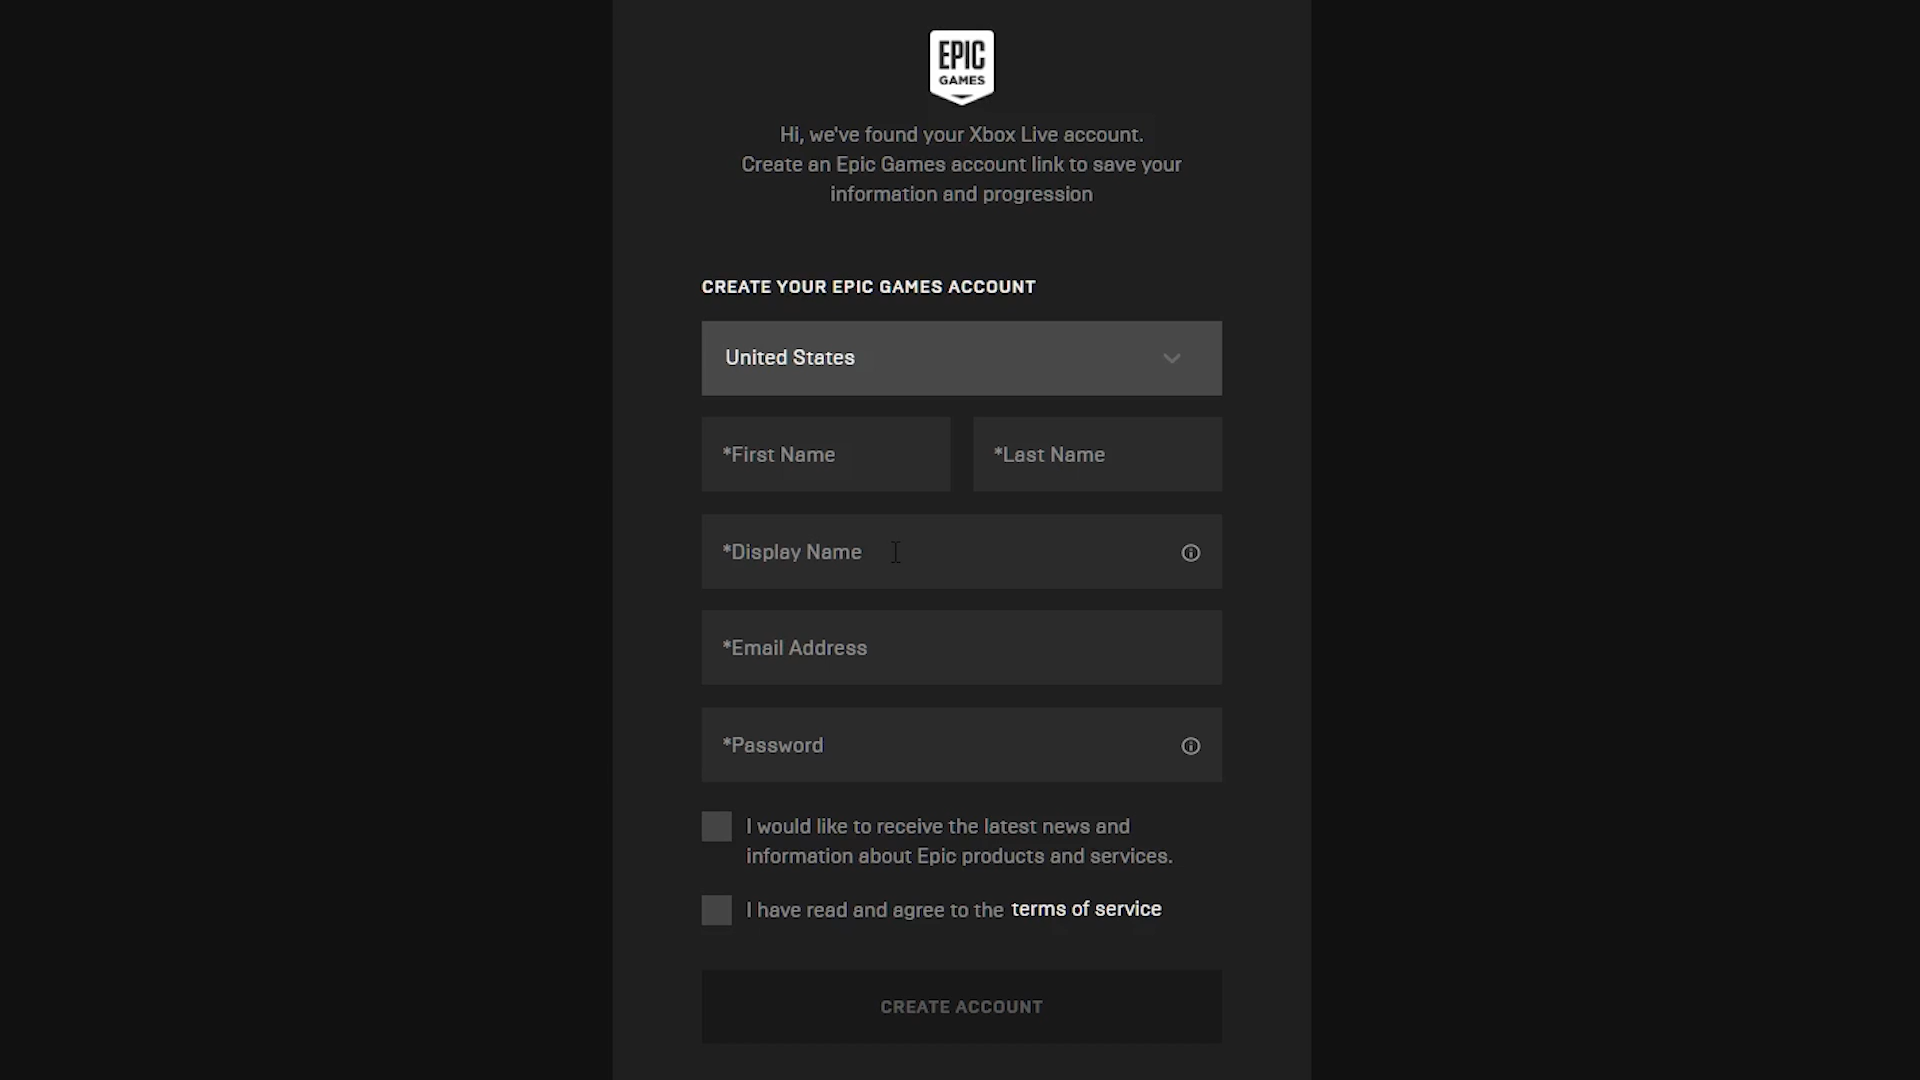 EPIC
GAMES
Hi, we've found your Xbox Live account.
Create an Epic Games account link to save your
information and progression
CREATE YOUR EPIC GAMES ACCOUNT
United States
*First Name
*Last Name
*Display Name
*Email Address
*Password
I would like to receive the latest news and
information about Epic products and services.
I have read and agree to the terms of service
CREATE ACCOUNT